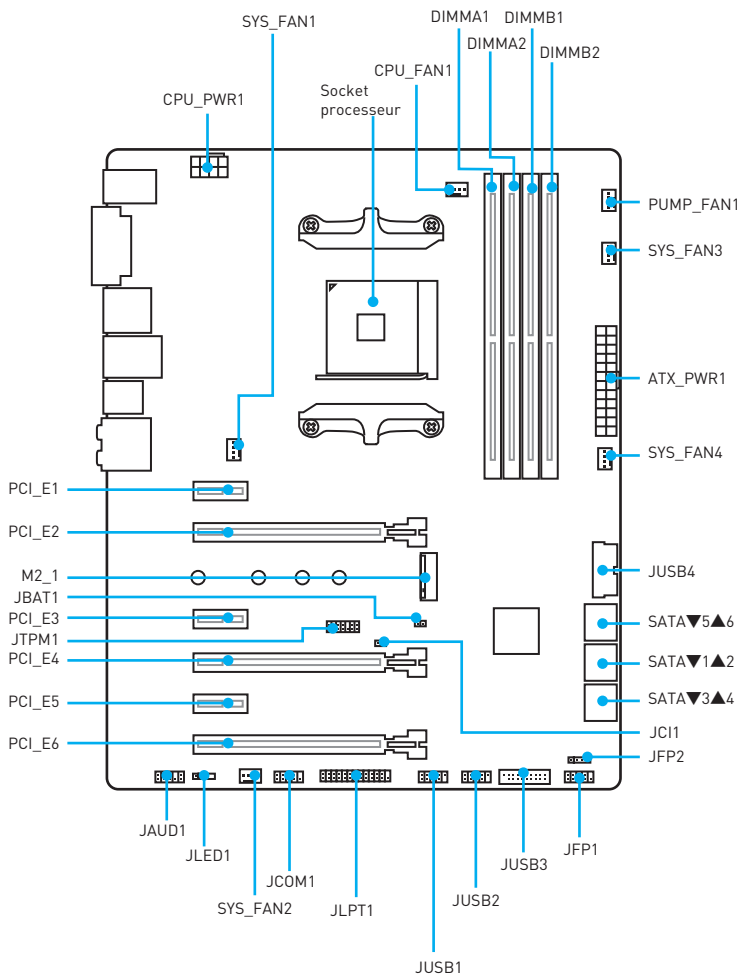 SYS_FAN1
DIMMA1
DIMMB1
DIMMA2
DIMMB2
CPU_FAN1
CPU_PWR1
Socket
processeur
PUMP_FAN1
SYS_FAN3
ATX_PWR1
SYS_FAN4
PCI_E1
PCI_E2
M2_1
JUSB4
JBAT1
PCI_E3
SATA▼5▲6
JTPM1
PCI_E4
SATA▼1▲2
PCI_E5
SATA▼3▲4
JCI1
PCI_E6
JFP2
JAUD1
JLED1
JUSB3
JFP1
JCOM1
JUSB2
SYS_FAN2
JLPT1
JUSB1